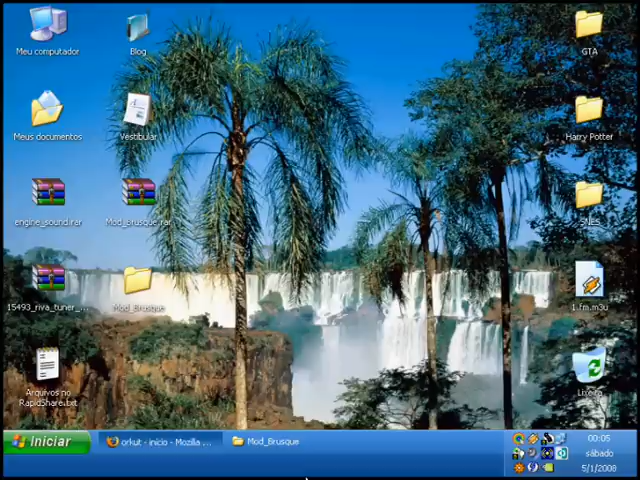 Meu computador
Blog
GTA
Meus documentos
Vestibular
Harry Potter
engine_sound.rar
Mod_Brusque.rar
SNES
15493_riva_tuner_...
Mod_Brusque
1.fm.m3u
Arquivos no
RapidShare.txt
Lixeira
Iniciar
orkut - início - Mozilla ...
Mod_Brusque
00:05
sábado
5/1/2008